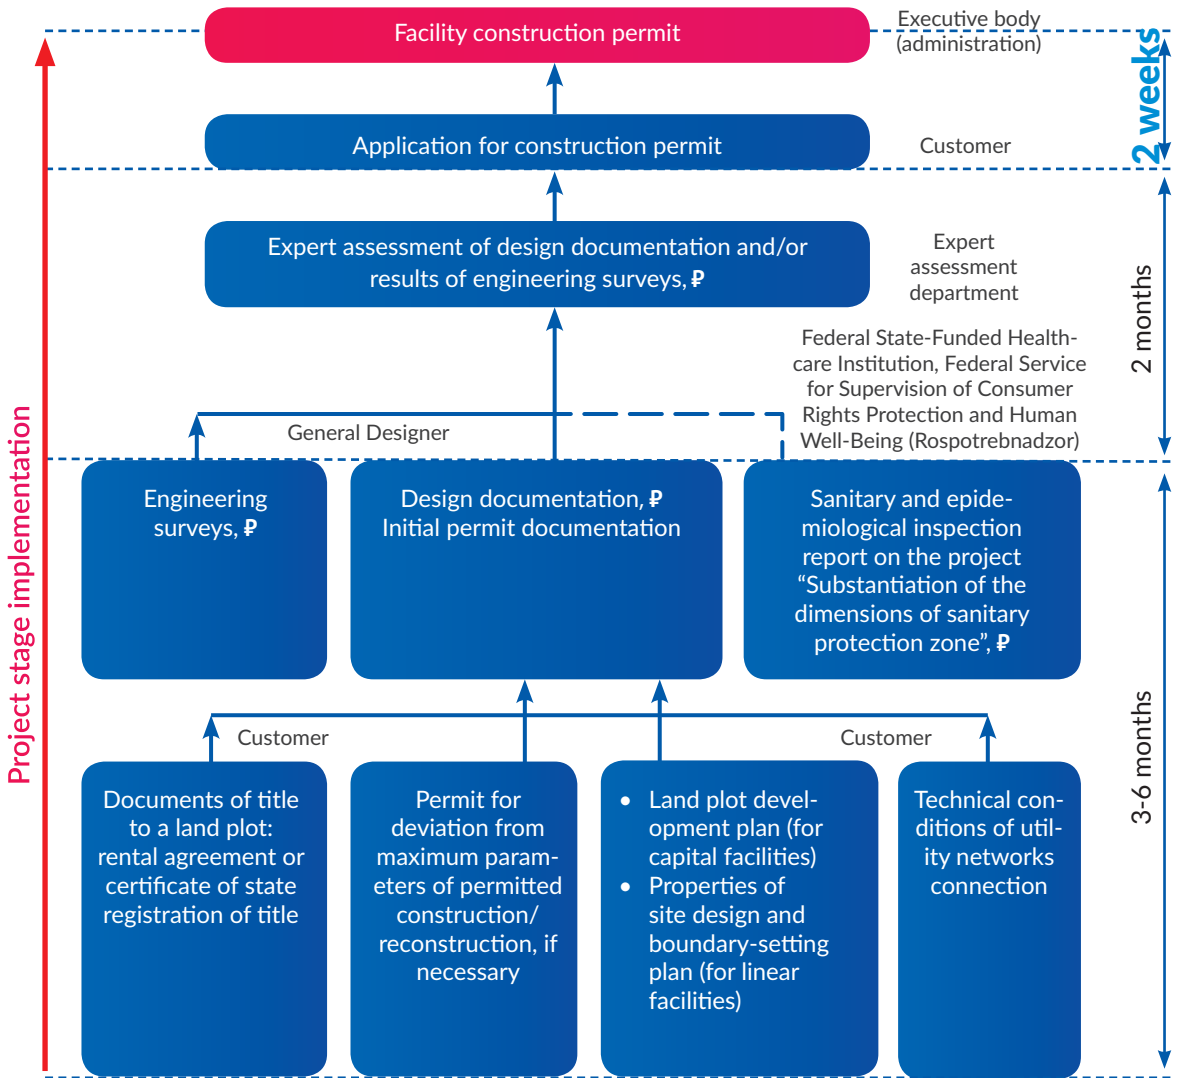 Facility construction permit
Executive body
(administration)
2 weeks
Application for construction permit
Customer
Expert assessment of design documentation and/or
results of engineering surveys, ₽
Expert
assessment
department
2 months
Federal State-Funded Health-
care Institution, Federal Service
for Supervision of Consumer
Rights Protection and Human
Well-Being (Rospotrebnadzor)
General Designer
Project stage implementation
Engineering
surveys, ₽
Design documentation, ₽
Initial permit documentation
Sanitary and epide-
miological inspection
report on the project
“Substantiation of the
dimensions of sanitary
protection zone”, ₽
3-6 months
Customer
Customer
Documents of title
to a land plot:
rental agreement or
certificate of state
registration of title
Permit for
deviation from
maximum param-
eters of permitted
construction/
reconstruction, if
necessary
• Land plot devel-
opment plan (for
capital facilities)
• Properties of
site design and
boundary-setting
plan (for linear
facilities)
Technical con-
ditions of util-
ity networks
connection